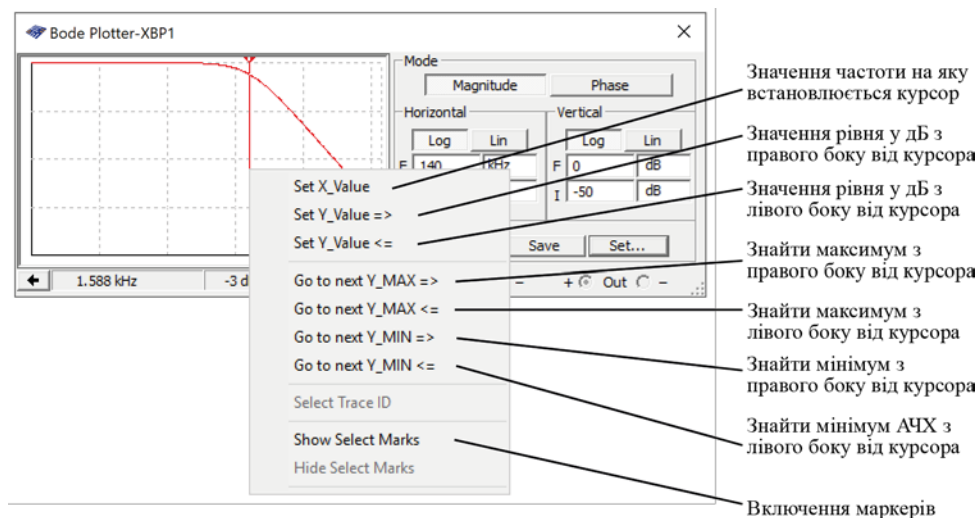 Bode Plotter-XBP1
Mode
Magnitude Phase
Horizontal Vertical
Log Lin Log Lin
F 140 kHz F 0 dB
I -50 dB
Save Set...
1.588 kHz -3 d
+ Out -
Set X_Value
Set Y_Value =>
Set Y_Value <=
Go to next Y_MAX =>
Go to next Y_MAX <=
Go to next Y_MIN =>
Go to next Y_MIN <=
Select Trace ID
Show Select Marks
Hide Select Marks
Значення частоти на яку
встановлюється курсор
Значення рівня у дБ з
правого боку від курсора
Значення рівня у дБ з
лівого боку від курсора
Знайти максимум з
правого боку від курсора
Знайти максимум з
лівого боку від курсора
Знайти мінімум з
правого боку від курсора
Знайти мінімум АЧХ з
лівого боку від курсора
Включення маркерів